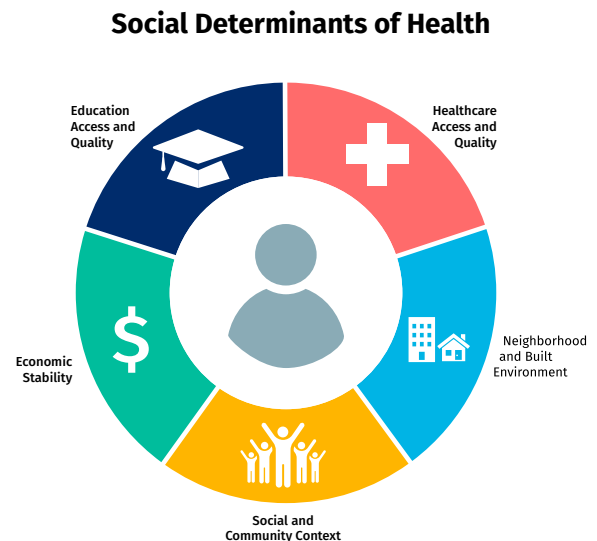 Social Determinants of Health
Education
Access and
Quality
Healthcare
Access and
Quality
$
Neighborhood
and Built
Environment
Economic
Stability
Social and
Community Context